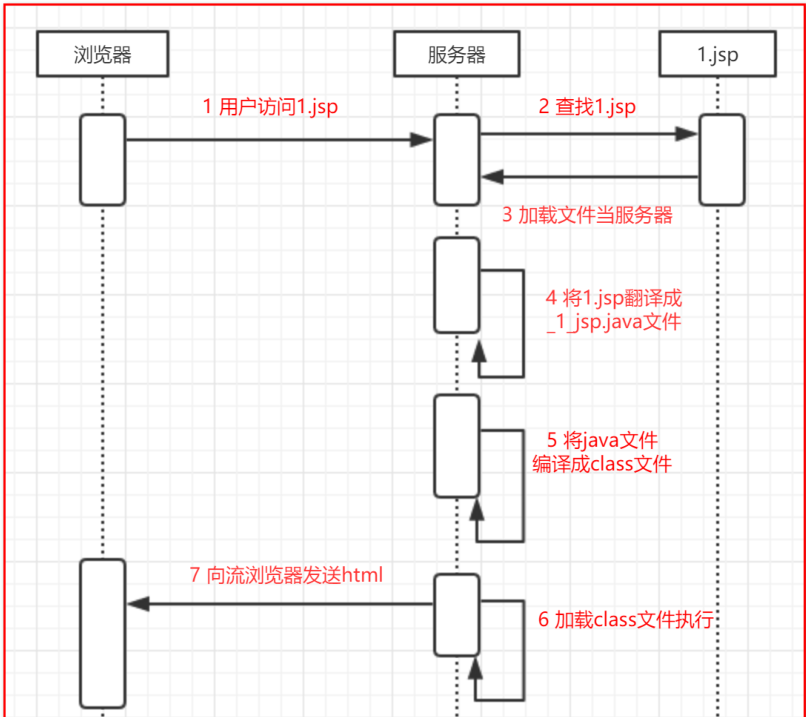 浏览器
服务器
1.jsp
1 用户访问1.jsp
2 查找1.jsp
3 加载文件当服务器
4 将1.jsp翻译成
_1_jsp.java文件
5 将java文件
编译成class文件
7 向流浏览器发送html
6 加载class文件执行